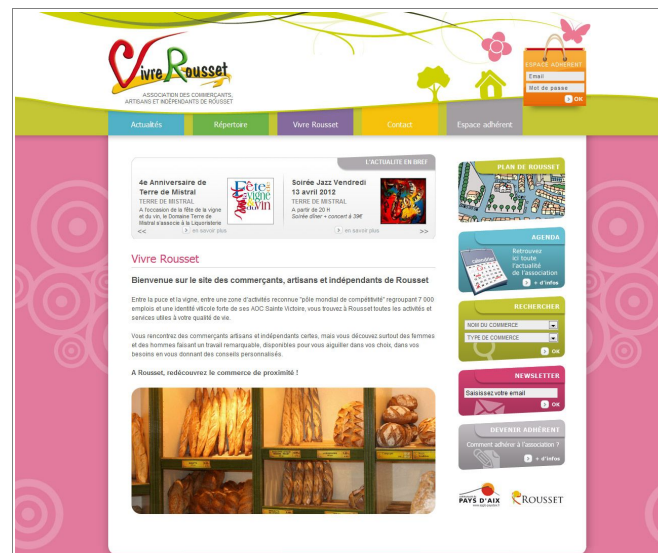 Vivre Rousset
ASSOCIATION DES COMMERÇANTS,
ARTISANS ET INDÉPENDANTS DE ROUSSET
ESPACE ADHÉRENT
Email
Mot de passe
OK
Actualités
Répertoire
Vivre Rousset
Contact
Espace adhérent
L'ACTUALITE EN BREF
4e Anniversaire de
Terre de Mistral
TERRE DE MISTRAL
A l'occasion de la fête de la vigne
et du vin, le Domaine Terre de
Mistral s'associe à la Liquoristerie
<<
en savoir plus
Fête
de la
vigne
et du
vin
Soirée Jazz Vendredi
13 avril 2012
TERRE DE MISTRAL
A partir de 20 H
Soirée dîner + concert à 39€
en savoir plus
>>
Vivre Rousset
Bienvenue sur le site des commerçants, artisans et indépendants de Rousset
Entre la puce et la vigne, entre une zone d'activités reconnue "pôle mondial de compétitivité" regroupant 7 000
emplois et une identité viticole forte de ses AOC Sainte Victoire, vous trouvez à Rousset toutes les activités et
services utiles à votre qualité de vie.
Vous rencontrez des commerçants artisans et indépendants certes, mais vous découvrez surtout des femmes
et des hommes faisant un travail remarquable, disponibles pour vous aiguiller dans vos choix, dans vos
besoins en vous donnant des conseils personnalisés.
A Rousset, redécouvrez le commerce de proximité !
PLAN DE ROUSSET
AGENDA
Retrouvez
ici toute
l'actualité
de l'association
+ d'infos
RECHERCHER
NOM DU COMMERCE
TYPE DE COMMERCE
OK
NEWSLETTER
Saisissez votre email
OK
DEVENIR ADHÉRENT
Comment adhérer à l'association ?
+ d'infos
PAYS D'AIX
ROUSSET